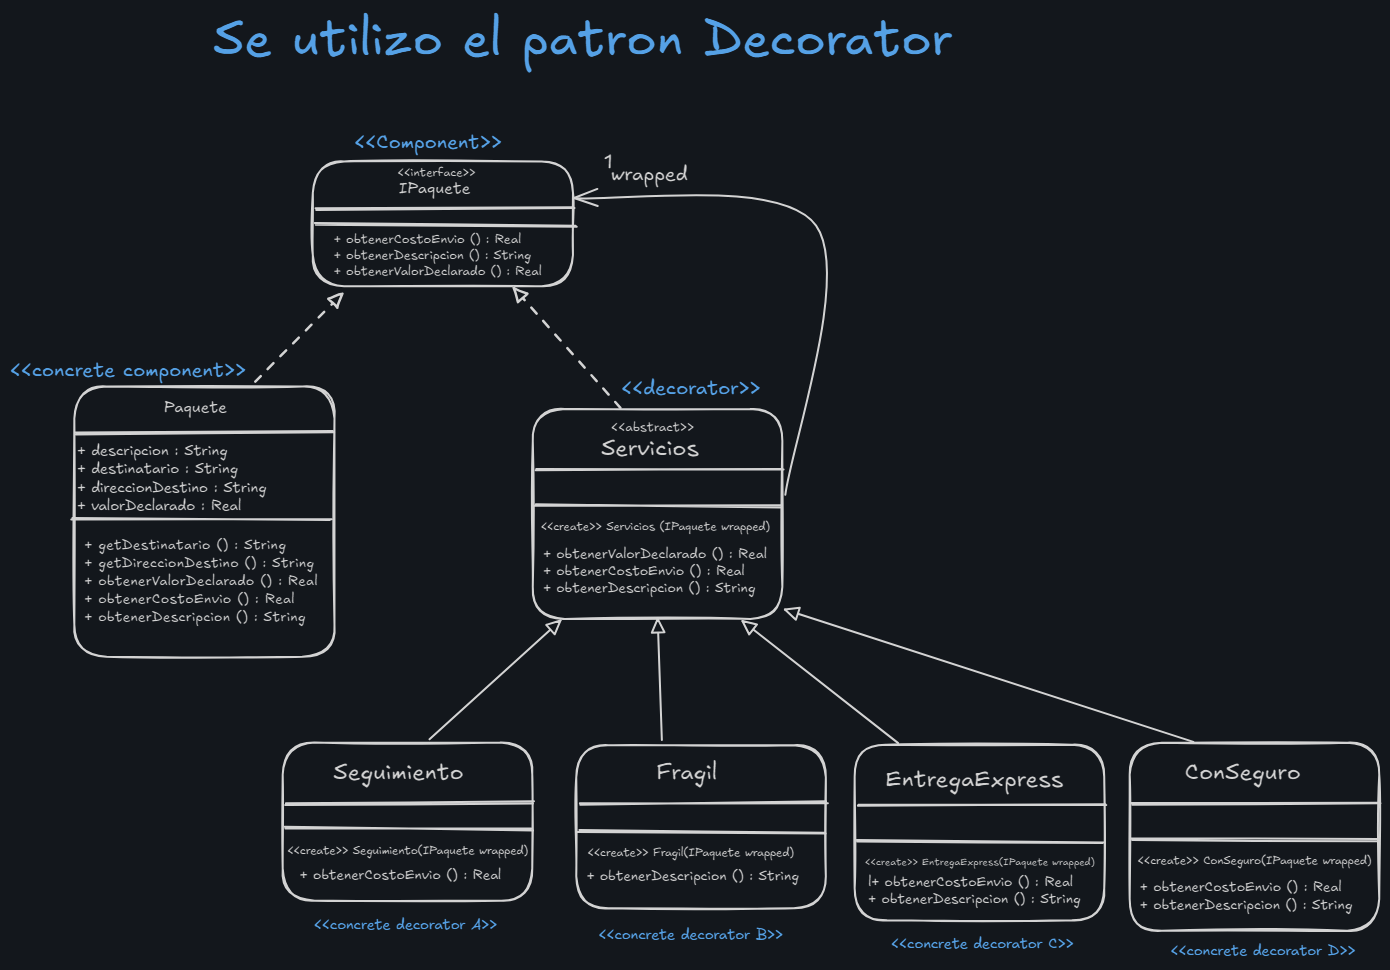 Se utilizo el patron Decorator
<<Component>>
<<interface>>
IPaquete
+ obtenerCostoEnvio () : Real
+ obtenerDescripcion () : String
+ obtenerValorDeclarado () : Real
1
wrapped
<<concrete component>>
Paquete
+ descripcion : String
+ destinatario : String
+ direccionDestino : String
+ valorDeclarado : Real
+ getDestinatario () : String
+ getDireccionDestino () : String
+ obtenerValorDeclarado () : Real
+ obtenerCostoEnvio () : Real
+ obtenerDescripcion () : String
<<decorator>>
<<abstract>>
Servicios
<<create>> Servicios (IPaquete wrapped)
+ obtenerValorDeclarado () : Real
+ obtenerCostoEnvio () : Real
+ obtenerDescripcion () : String
Seguimiento
<<create>> Seguimiento(IPaquete wrapped)
+ obtenerCostoEnvio () : Real
<<concrete decorator A>>
Fragil
<<create>> Fragil(IPaquete wrapped)
+ obtenerDescripcion () : String
<<concrete decorator B>>
EntregaExpress
<<create>> EntregaExpress(IPaquete wrapped)
|+ obtenerCostoEnvio () : Real
+ obtenerDescripcion () : String
<<concrete decorator C>>
ConSeguro
<<create>> ConSeguro(IPaquete wrapped)
+ obtenerCostoEnvio () : Real
+ obtenerDescripcion () : String
<<concrete decorator D>>